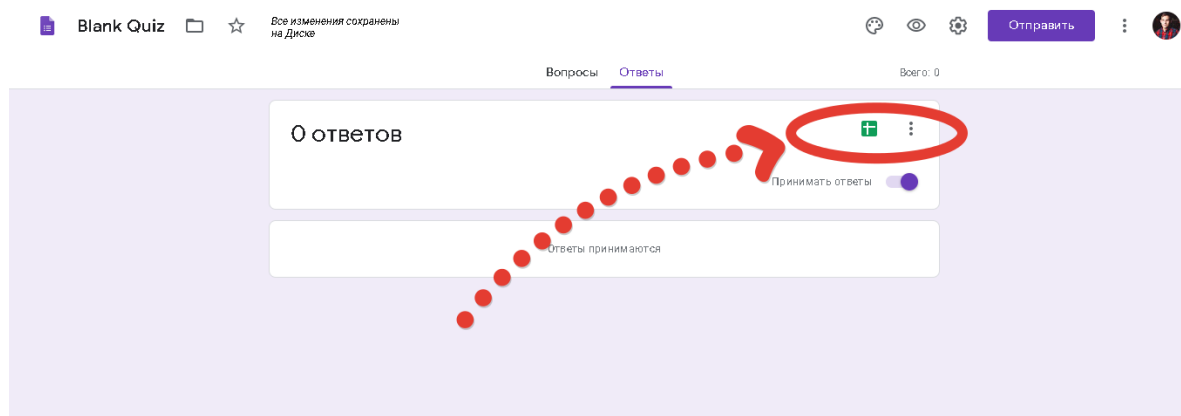 Blank Quiz
Все изменения сохранены
на Диске
Отправить
Вопросы Ответы Всего: 0
0 ответов
Принимать ответы
Ответы принимаются